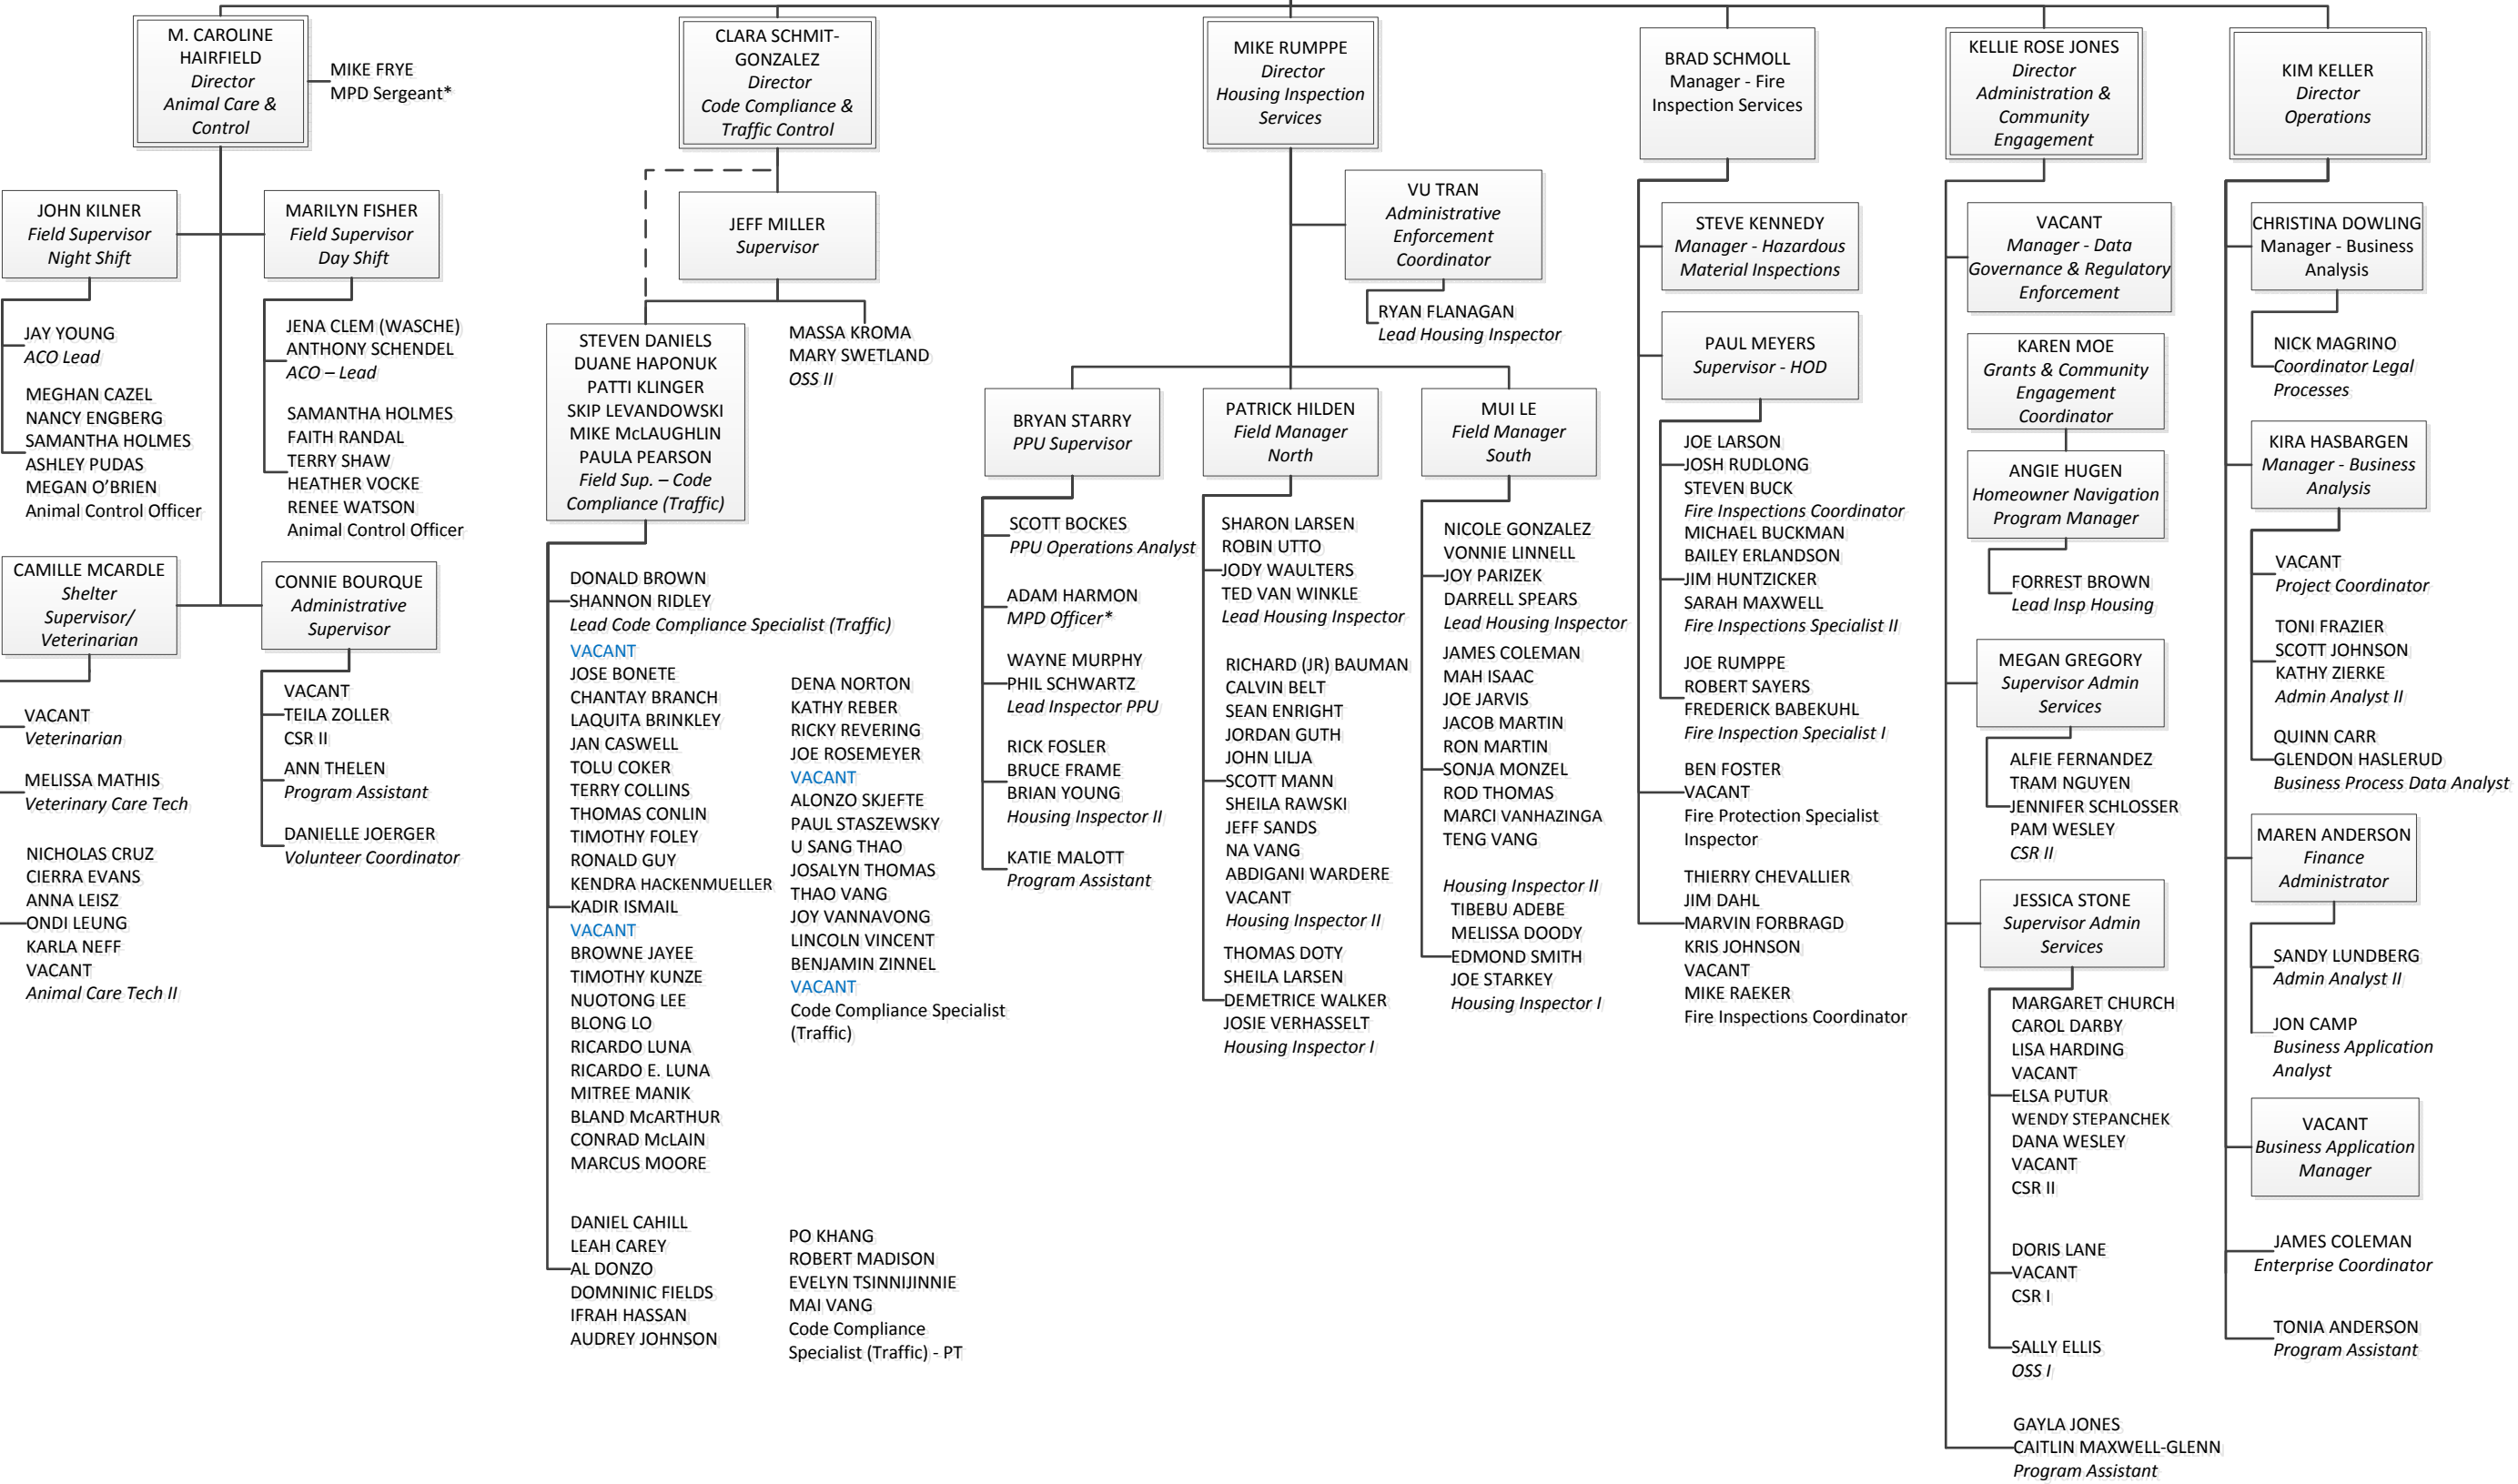 M. CAROLINE
HAIRFIELD
Director
Animal Care &
Control
MIKE FRYE
MPD Sergeant*
JOHN KILNER
Field Supervisor
Night Shift
MARILYN FISHER
Field Supervisor
Day Shift
JAY YOUNG
ACO Lead
MEGHAN CAZEL
NANCY ENGBERG
SAMANTHA HOLMES
ASHLEY PUDAS
MEGAN O’BRIEN
Animal Control Officer
JENA CLEM (WASCHE)
ANTHONY SCHENDEL
ACO – Lead
SAMANTHA HOLMES
FAITH RANDAL
TERRY SHAW
HEATHER VOCKE
RENEE WATSON
Animal Control Officer
CAMILLE MCARDLE
Shelter
Supervisor/
Veterinarian
CONNIE BOURQUE
Administrative
Supervisor
VACANT
Veterinarian
MELISSA MATHIS
Veterinary Care Tech
NICHOLAS CRUZ
CIERRA EVANS
ANNA LEISZ
ONDI LEUNG
KARLA NEFF
VACANT
Animal Care Tech II
VACANT
TEILA ZOLLER
CSR II
ANN THELEN
Program Assistant
DANIELLE JOERGER
Volunteer Coordinator
CLARA SCHMIT-
GONZALEZ
Director
Code Compliance &
Traffic Control
JEFF MILLER
Supervisor
STEVEN DANIELS
DUANE HAPONUK
PATTI KLINGER
SKIP LEVANDOWSKI
MIKE McLAUGHLIN
PAULA PEARSON
Field Sup. – Code
Compliance (Traffic)
MASSA KROMA
MARY SWETLAND
OSS II
DONALD BROWN
SHANNON RIDLEY
Lead Code Compliance Specialist (Traffic)
VACANT
JOSE BONETE
CHANTAY BRANCH
LAQUITA BRINKLEY
JAN CASWELL
TOLU COKER
TERRY COLLINS
THOMAS CONLIN
TIMOTHY FOLEY
RONALD GUY
KENDRA HACKENMUELLER
KADIR ISMAIL
VACANT
BROWNE JAYEE
TIMOTHY KUNZE
NUOTONG LEE
BLONG LO
RICARDO LUNA
RICARDO E. LUNA
MITREE MANIK
BLAND McARTHUR
CONRAD McLAIN
MARCUS MOORE
DENA NORTON
KATHY REBER
RICKY REVERING
JOE ROSEMEYER
VACANT
ALONZO SKJEFTE
PAUL STASZEWSKY
U SANG THAO
JOSALYN THOMAS
THAO VANG
JOY VANNAVONG
LINCOLN VINCENT
BENJAMIN ZINNEL
VACANT
Code Compliance Specialist
(Traffic)
DANIEL CAHILL
LEAH CAREY
AL DONZO
DOMNINIC FIELDS
IFRAH HASSAN
AUDREY JOHNSON
PO KHANG
ROBERT MADISON
EVELYN TSINNIJINNIE
MAI VANG
Code Compliance
Specialist (Traffic) - PT
MIKE RUMPPE
Director
Housing Inspection
Services
VU TRAN
Administrative
Enforcement
Coordinator
RYAN FLANAGAN
Lead Housing Inspector
BRYAN STARRY
PPU Supervisor
PATRICK HILDEN
Field Manager
North
MUI LE
Field Manager
South
SCOTT BOCKES
PPU Operations Analyst
ADAM HARMON
MPD Officer*
WAYNE MURPHY
PHIL SCHWARTZ
Lead Inspector PPU
RICK FOSLER
BRUCE FRAME
BRIAN YOUNG
Housing Inspector II
KATIE MALOTT
Program Assistant
SHARON LARSEN
ROBIN UTTO
JODY WAULTERS
TED VAN WINKLE
Lead Housing Inspector
RICHARD (JR) BAUMAN
CALVIN BELT
SEAN ENRIGHT
JORDAN GUTH
JOHN LILJA
SCOTT MANN
SHEILA RAWSKI
JEFF SANDS
NA VANG
ABDIGANI WARDERE
VACANT
Housing Inspector II
THOMAS DOTY
SHEILA LARSEN
DEMETRICE WALKER
JOSIE VERHASSELT
Housing Inspector I
NICOLE GONZALEZ
VONNIE LINNELL
JOY PARIZEK
DARRELL SPEARS
Lead Housing Inspector
JAMES COLEMAN
MAH ISAAC
JOE JARVIS
JACOB MARTIN
RON MARTIN
SONJA MONZEL
ROD THOMAS
MARCI VANHAZINGA
TENG VANG
Housing Inspector II
TIBEBU ADEBE
MELISSA DOODY
EDMOND SMITH
JOE STARKEY
Housing Inspector I
BRAD SCHMOLL
Manager - Fire
Inspection Services
STEVE KENNEDY
Manager - Hazardous
Material Inspections
PAUL MEYERS
Supervisor - HOD
JOE LARSON
JOSH RUDLONG
STEVEN BUCK
Fire Inspections Coordinator
MICHAEL BUCKMAN
BAILEY ERLANDSON
JIM HUNTZICKER
SARAH MAXWELL
Fire Inspections Specialist II
JOE RUMPPE
ROBERT SAYERS
FREDERICK BABEKUHL
Fire Inspection Specialist I
BEN FOSTER
VACANT
Fire Protection Specialist
Inspector
THIERRY CHEVALLIER
JIM DAHL
MARVIN FORBRAGD
KRIS JOHNSON
VACANT
MIKE RAEKER
Fire Inspections Coordinator
KELLIE ROSE JONES
Director
Administration &
Community
Engagement
VACANT
Manager - Data
Governance & Regulatory
Enforcement
KAREN MOE
Grants & Community
Engagement
Coordinator
ANGIE HUGEN
Homeowner Navigation
Program Manager
FORREST BROWN
Lead Insp Housing
MEGAN GREGORY
Supervisor Admin
Services
ALFIE FERNANDEZ
TRAM NGUYEN
JENNIFER SCHLOSSER
PAM WESLEY
CSR II
JESSICA STONE
Supervisor Admin
Services
MARGARET CHURCH
CAROL DARBY
LISA HARDING
VACANT
ELSA PUTUR
WENDY STEPANCHEK
DANA WESLEY
VACANT
CSR II
DORIS LANE
VACANT
CSR I
SALLY ELLIS
OSS I
GAYLA JONES
CAITLIN MAXWELL-GLENN
Program Assistant
KIM KELLER
Director
Operations
CHRISTINA DOWLING
Manager - Business
Analysis
NICK MAGRINO
Coordinator Legal
Processes
KIRA HASBARGEN
Manager - Business
Analysis
VACANT
Project Coordinator
TONI FRAZIER
SCOTT JOHNSON
KATHY ZIERKE
Admin Analyst II
QUINN CARR
GLENDON HASLERUD
Business Process Data Analyst
MAREN ANDERSON
Finance
Administrator
SANDY LUNDBERG
Admin Analyst II
JON CAMP
Business Application
Analyst
VACANT
Business Application
Manager
JAMES COLEMAN
Enterprise Coordinator
TONIA ANDERSON
Program Assistant